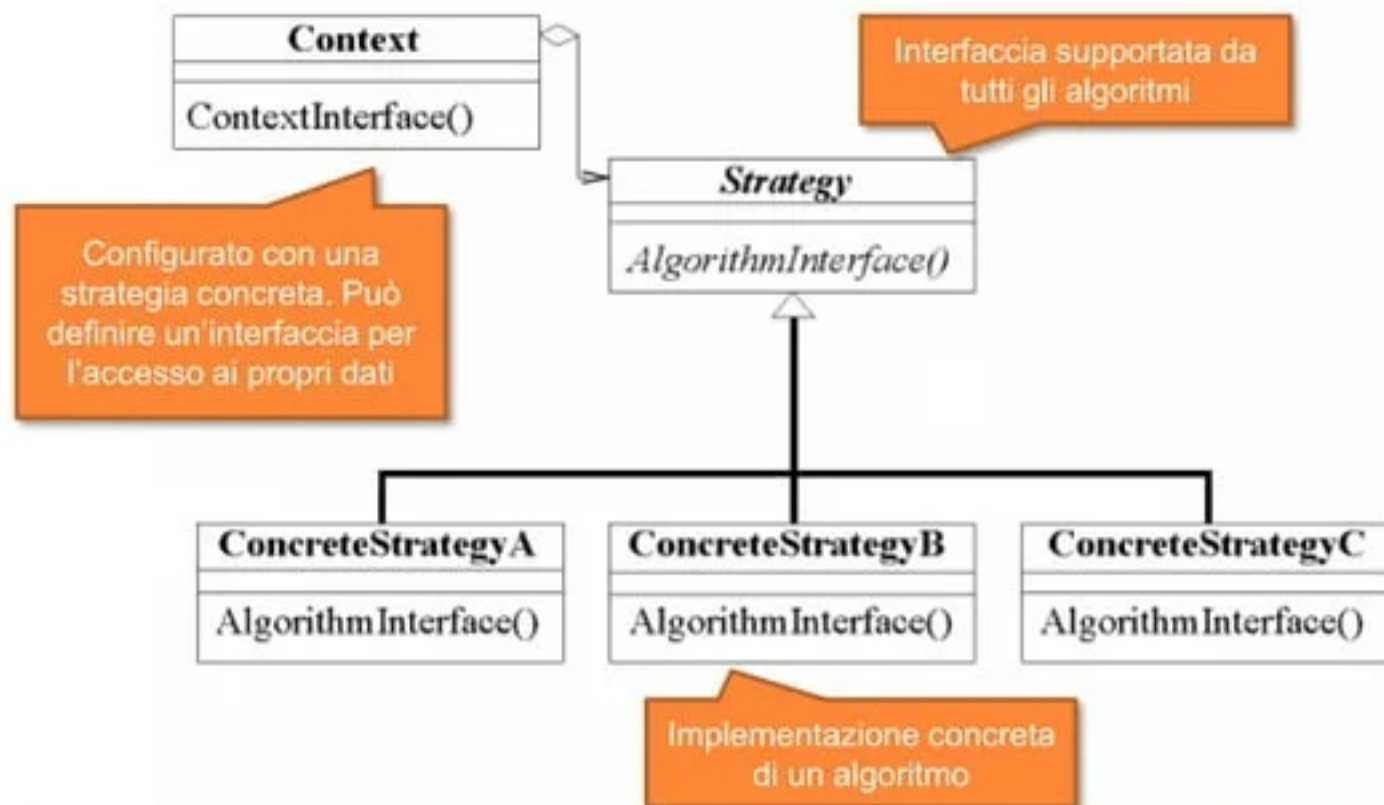 Context
ContextInterface()
Interfaccia supportata da
tutti gli algoritmi
Strategy
AlgorithmInterface()
Configurato con una
strategia concreta. Può
definire un'interfaccia per
l'accesso ai propri dati
ConcreteStrategyA
AlgorithmInterface()
ConcreteStrategyB
AlgorithmInterface()
ConcreteStrategyC
AlgorithmInterface()
Implementazione concreta
di un algoritmo